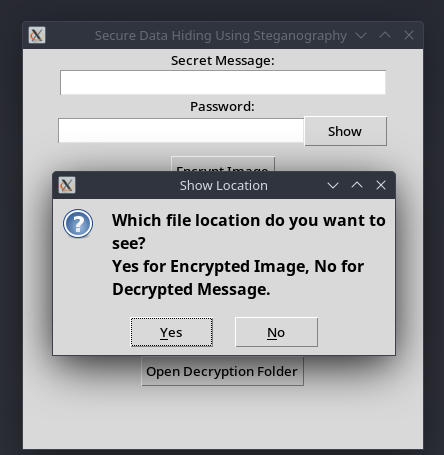 Secure Data Hiding Using Steganography
Secret Message:
Password:
Show
Encrypt Image
Show Location
Which file location do you want to
see?
Yes for Encrypted Image, No for
Decrypted Message.
Yes
No
Open Decryption Folder